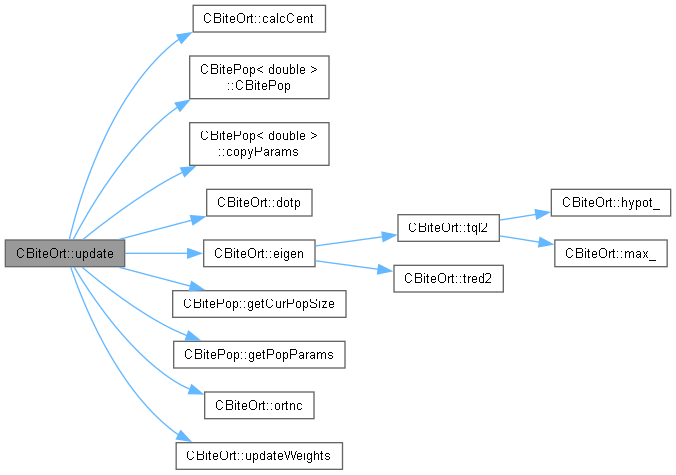 CBiteOrt::calcCent
CBitePop< double >
::CBitePop
CBitePop< double >
::copyParams
CBiteOrt::dotp
CBiteOrt::update
CBiteOrt::eigen
CBiteOrt::tql2
CBiteOrt::hypot_
CBiteOrt::max_
CBiteOrt::tred2
CBitePop::getCurPopSize
CBitePop::getPopParams
CBiteOrt::ortnc
CBiteOrt::updateWeights